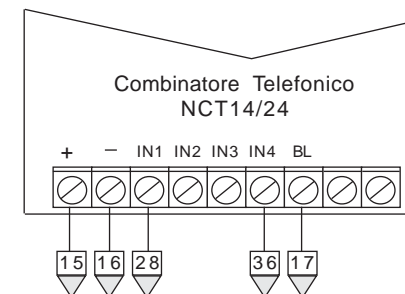 Combinatore Telefonico
NCT14/24
+ − IN1 IN2 IN3 IN4 BL
15 16 28 36 17